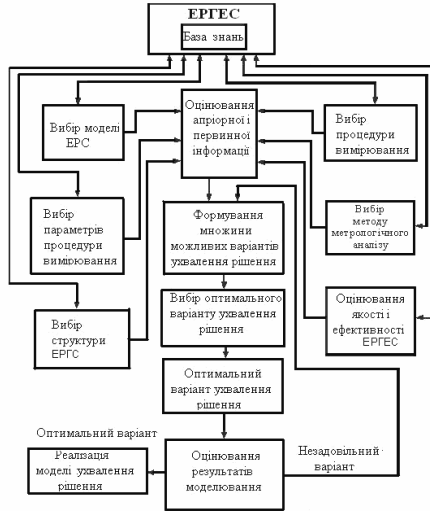 ЕРГЕС
База знань
Вибір моделі
ЕРС
Оцінювання
апріорної і
первинної
інформації
Вибір
процедури
вимірювання
Вибір
параметрів
процедури
вимірювання
Формування
множини
можливих варіантів
ухвалення рішення
Вибір
методу
метрологічного
аналізу
Вибір
структури
ЕРГС
Вибір оптимального
варіанту ухвалення
рішення
Оцінювання
якості і
ефективності
ЕРГЕС
Оптимальний
варіант ухвалення
рішення
Оптимальний варіант
Реалізація
моделі ухвалення
рішення
Оцінювання
результатів
моделювання
Незадовільний
варіант